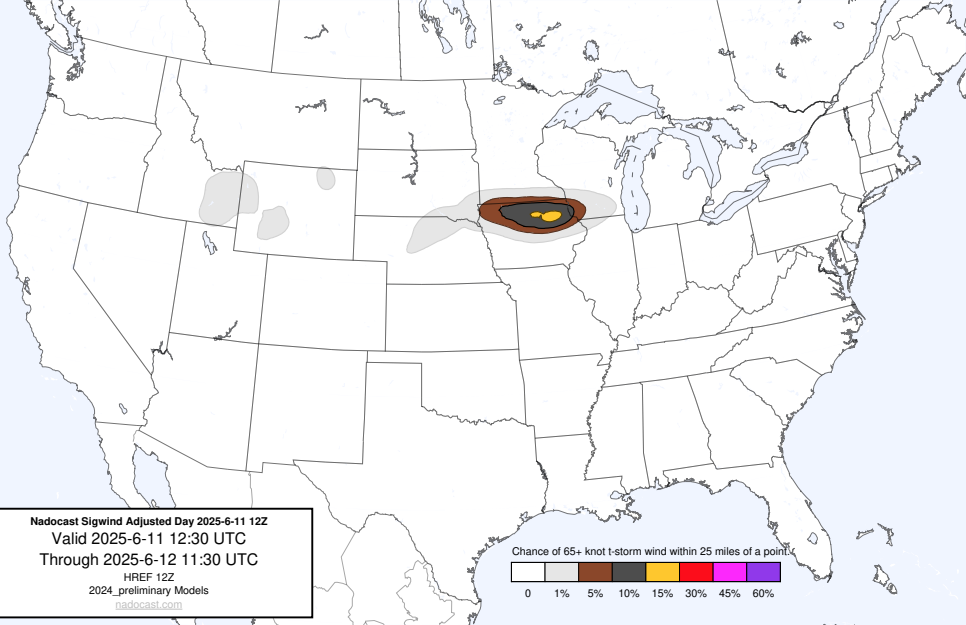 Nadocast Sigwind Adjusted Day 2025-6-11 12Z
Valid 2025-6-11 12:30 UTC
Through 2025-6-12 11:30 UTC
HREF 12Z
2024_preliminary Models
nadocast.com
Chance of 65+ knot t-storm wind within 25 miles of a point.
0 1% 5% 10% 15% 30% 45% 60%